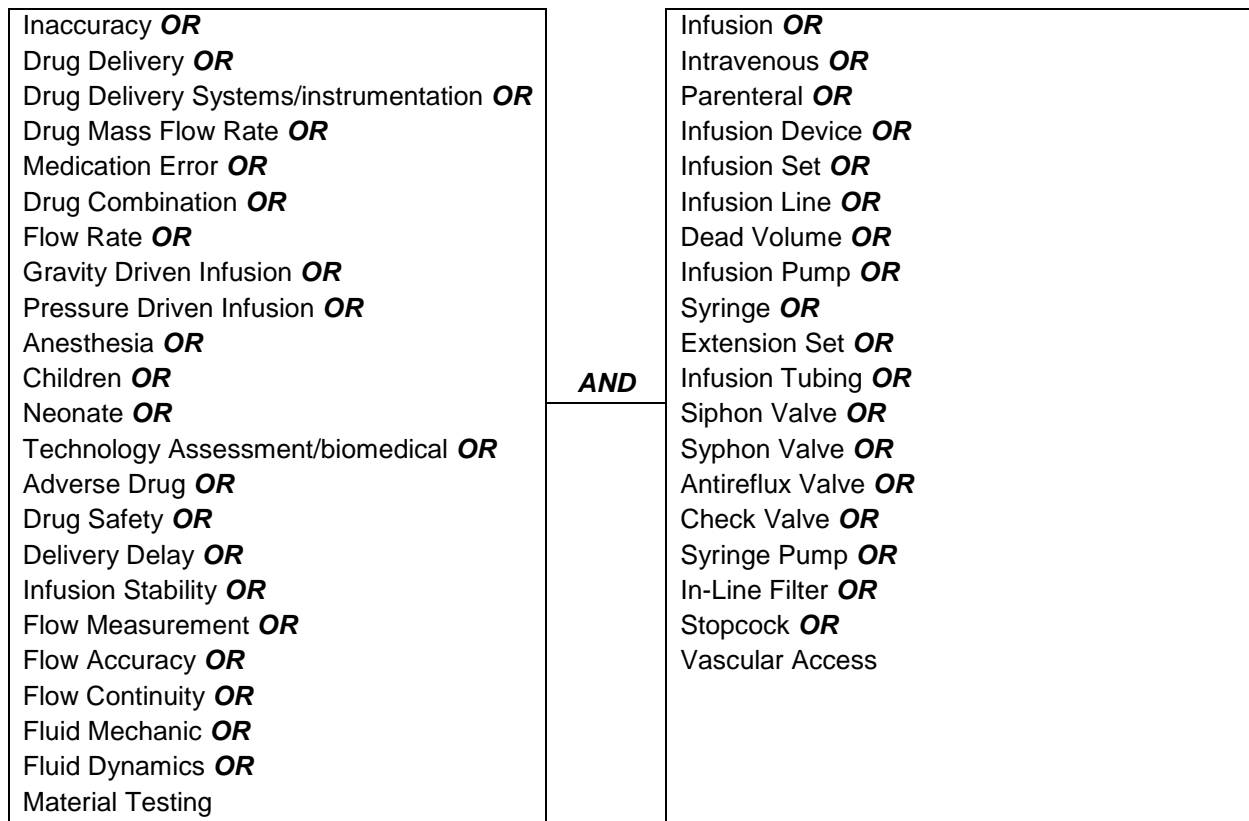 Inaccuracy OR
Drug Delivery OR
Drug Delivery Systems/instrumentation OR
Drug Mass Flow Rate OR
Medication Error OR
Drug Combination OR
Flow Rate OR
Gravity Driven Infusion OR
Pressure Driven Infusion OR
Anesthesia OR
Children OR
Neonate OR
Technology Assessment/biomedical OR
Adverse Drug OR
Drug Safety OR
Delivery Delay OR
Infusion Stability OR
Flow Measurement OR
Flow Accuracy OR
Flow Continuity OR
Fluid Mechanic OR
Fluid Dynamics OR
Material Testing
AND
Infusion OR
Intravenous OR
Parenteral OR
Infusion Device OR
Infusion Set OR
Infusion Line OR
Dead Volume OR
Infusion Pump OR
Syringe OR
Extension Set OR
Infusion Tubing OR
Siphon Valve OR
Syphon Valve OR
Antireflux Valve OR
Check Valve OR
Syringe Pump OR
In-Line Filter OR
Stopcock OR
Vascular Access